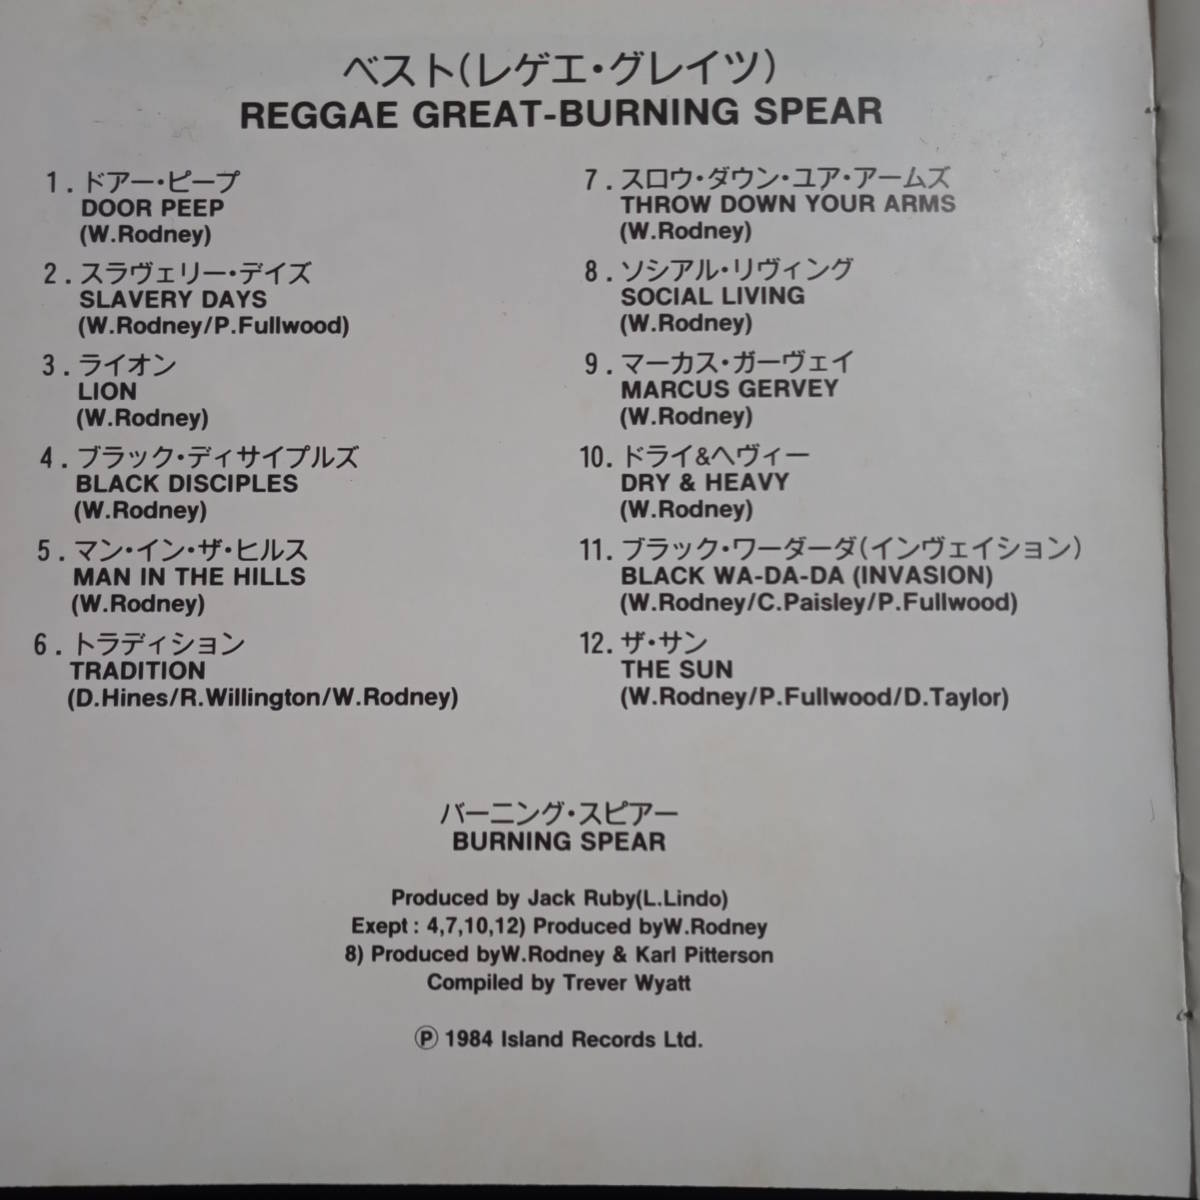 ベスト(レゲエ・グレイツ)
REGGAE GREAT-BURNING SPEAR
1. ドアー・ピープ
DOOR PEEP
(W.Rodney)
2. スラヴェリー・デイズ
SLAVERY DAYS
(W.Rodney/P.Fullwood)
3. ライオン
LION
(W.Rodney)
4. ブラック・ディサイプルズ
BLACK DISCIPLES
(W.Rodney)
5. マン・イン・ザ・ヒルス
MAN IN THE HILLS
(W.Rodney)
6. トラディション
TRADITION
(D.Hines/R.Willington/W.Rodney)
7. スロウ・ダウン・ユア・アームズ
THROW DOWN YOUR ARMS
(W.Rodney)
8. ソシアル・リヴィング
SOCIAL LIVING
(W.Rodney)
9. マーカス・ガーヴェイ
MARCUS GERVEY
(W.Rodney)
10. ドライ&ヘヴィー
DRY & HEAVY
(W.Rodney)
11. ブラック・ワーダーダ(インヴェイション)
BLACK WA-DA-DA (INVASION)
(W.Rodney/C.Paisley/P.Fullwood)
12. ザ・サン
THE SUN
(W.Rodney/P.Fullwood/D.Taylor)
バーニング・スピアー
BURNING SPEAR
Produced by Jack Ruby(L.Lindo)
Exept : 4,7,10,12) Produced byW.Rodney
8) Produced byW.Rodney & Karl Pitterson
Compiled by Trever Wyatt
Ⓟ 1984 Island Records Ltd.